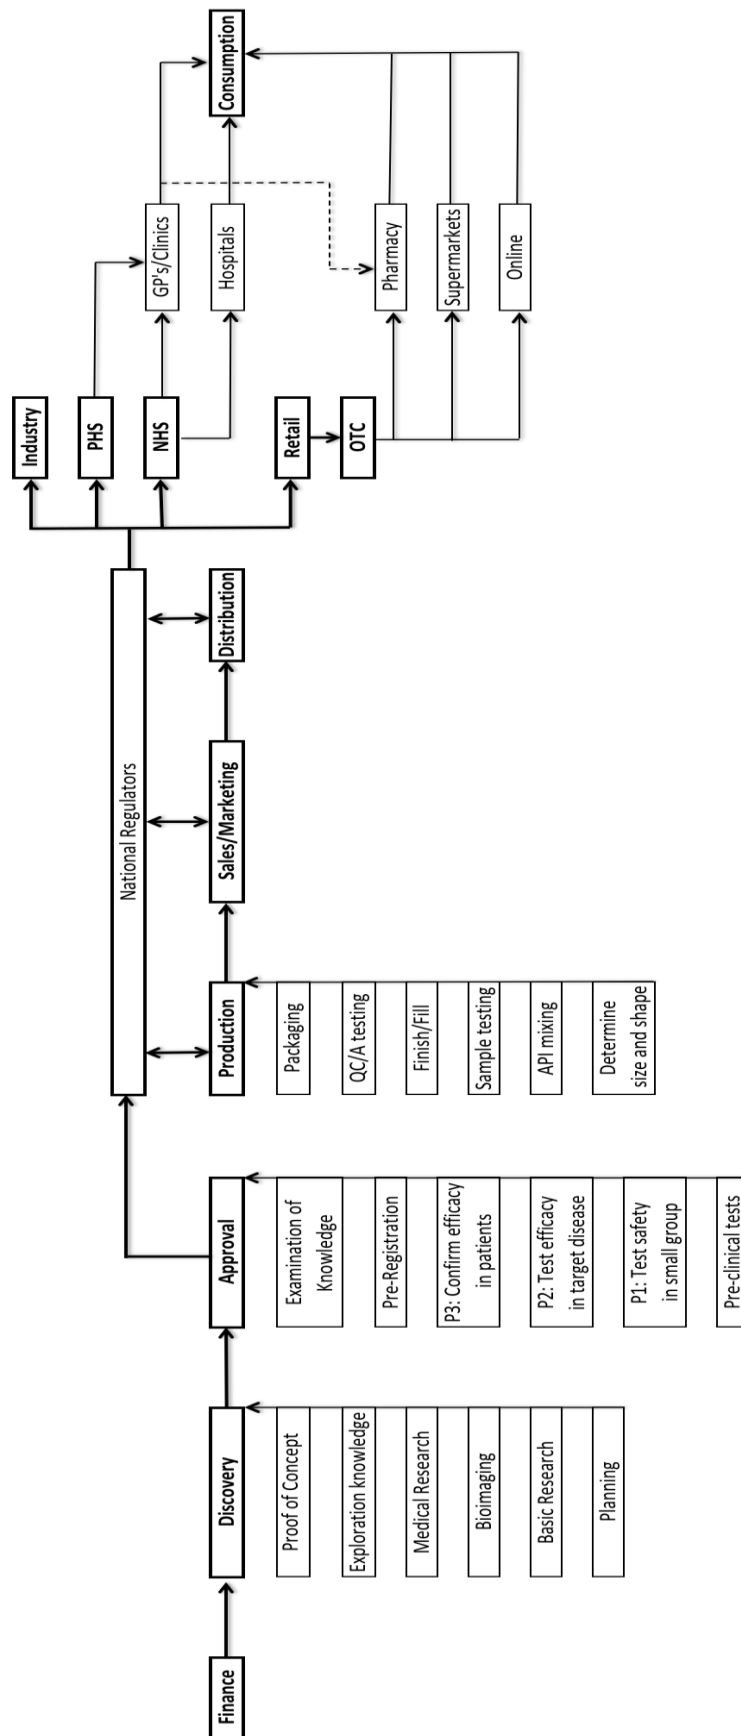 Finance
Discovery
Proof of Concept
Exploration knowledge
Medical Research
Bioimaging
Basic Research
Planning
Approval
Examination of
Knowledge
Pre-Registration
P3: Confirm efficacy
in patients
P2: Test efficacy
in target disease
P1: Test safety
in small group
Pre-clinical tests
National Regulators
Production
Packaging
QC/A testing
Finish/Fill
Sample testing
API mixing
Determine
size and shape
Sales/Marketing
Distribution
Industry
PHS
NHS
Retail
OTC
GP's/Clinics
Hospitals
Pharmacy
Supermarkets
Online
Consumption